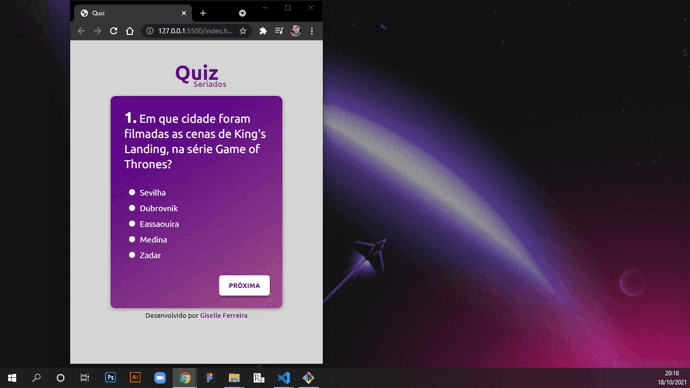 Quiz
127.0.0.1:5500/index.h...
Quiz
Seriados
1. Em que cidade foram
filmadas as cenas de King's
Landing, na série Game of
Thrones?
Sevilha
Dubrovnik
Eassaouira
Medina
Zadar
PRÓXIMA
Desenvolvido por Giselle Ferreira
Ps
Ai
20:18
18/10/2021